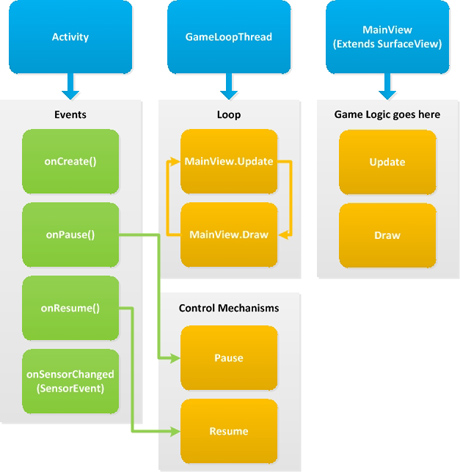 Activity
GameLoopThread
MainView
(Extends SurfaceView)
Events
onCreate()
onPause()
onResume()
onSensorChanged
(SensorEvent)
Loop
MainView.Update
MainView.Draw
Control Mechanisms
Pause
Resume
Game Logic goes here
Update
Draw